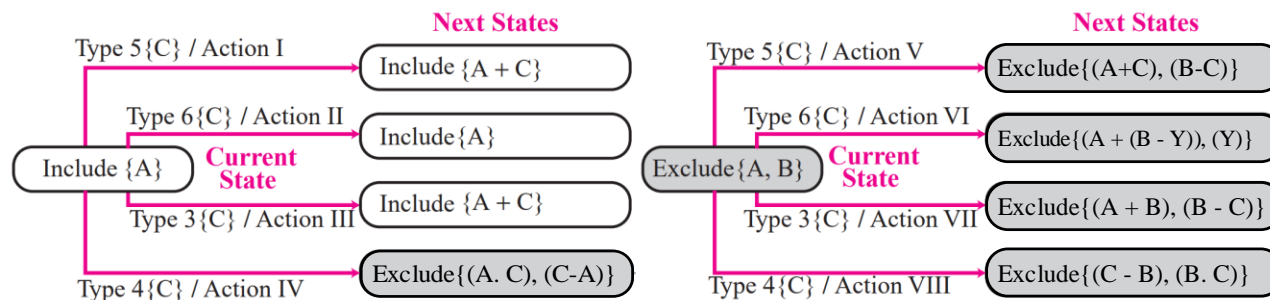 Next States
Type 5{C} / Action I
Include {A + C}
Type 6{C} / Action II
Include{A}
Include {A}
Current
State
Include {A + C}
Type 3{C} / Action III
Exclude{(A. C), (C-A)}
Type 4{C} / Action IV
Next States
Type 5{C} / Action V
Exclude{(A+C), (B-C)}
Type 6{C} / Action VI
Exclude{(A + (B - Y)), (Y)}
Exclude{A, B}
Current
State
Exclude{(A + B), (B - C)}
Type 3{C} / Action VII
Exclude{(C - B), (B. C)}
Type 4{C} / Action VIII